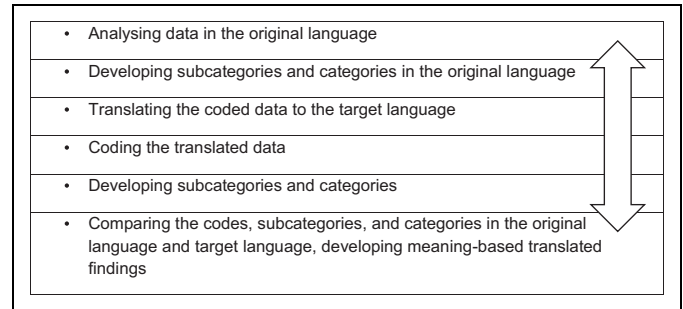 • Analysing data in the original language
• Developing subcategories and categories in the original language
• Translating the coded data to the target language
• Coding the translated data
• Developing subcategories and categories
• Comparing the codes, subcategories, and categories in the original
language and target language, developing meaning-based translated
findings